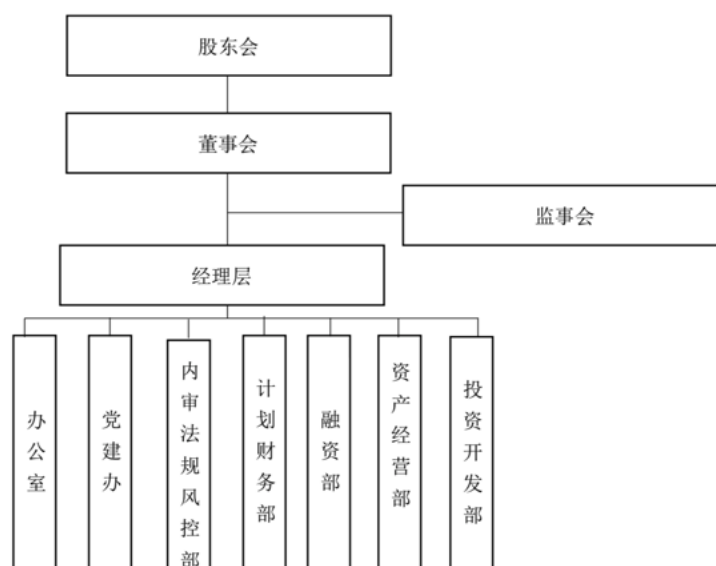 股东会
董事会
监事会
经理层
办公室
党建办
内审法规风控部
计划财务部
融资部
资产经营部
投资开发部